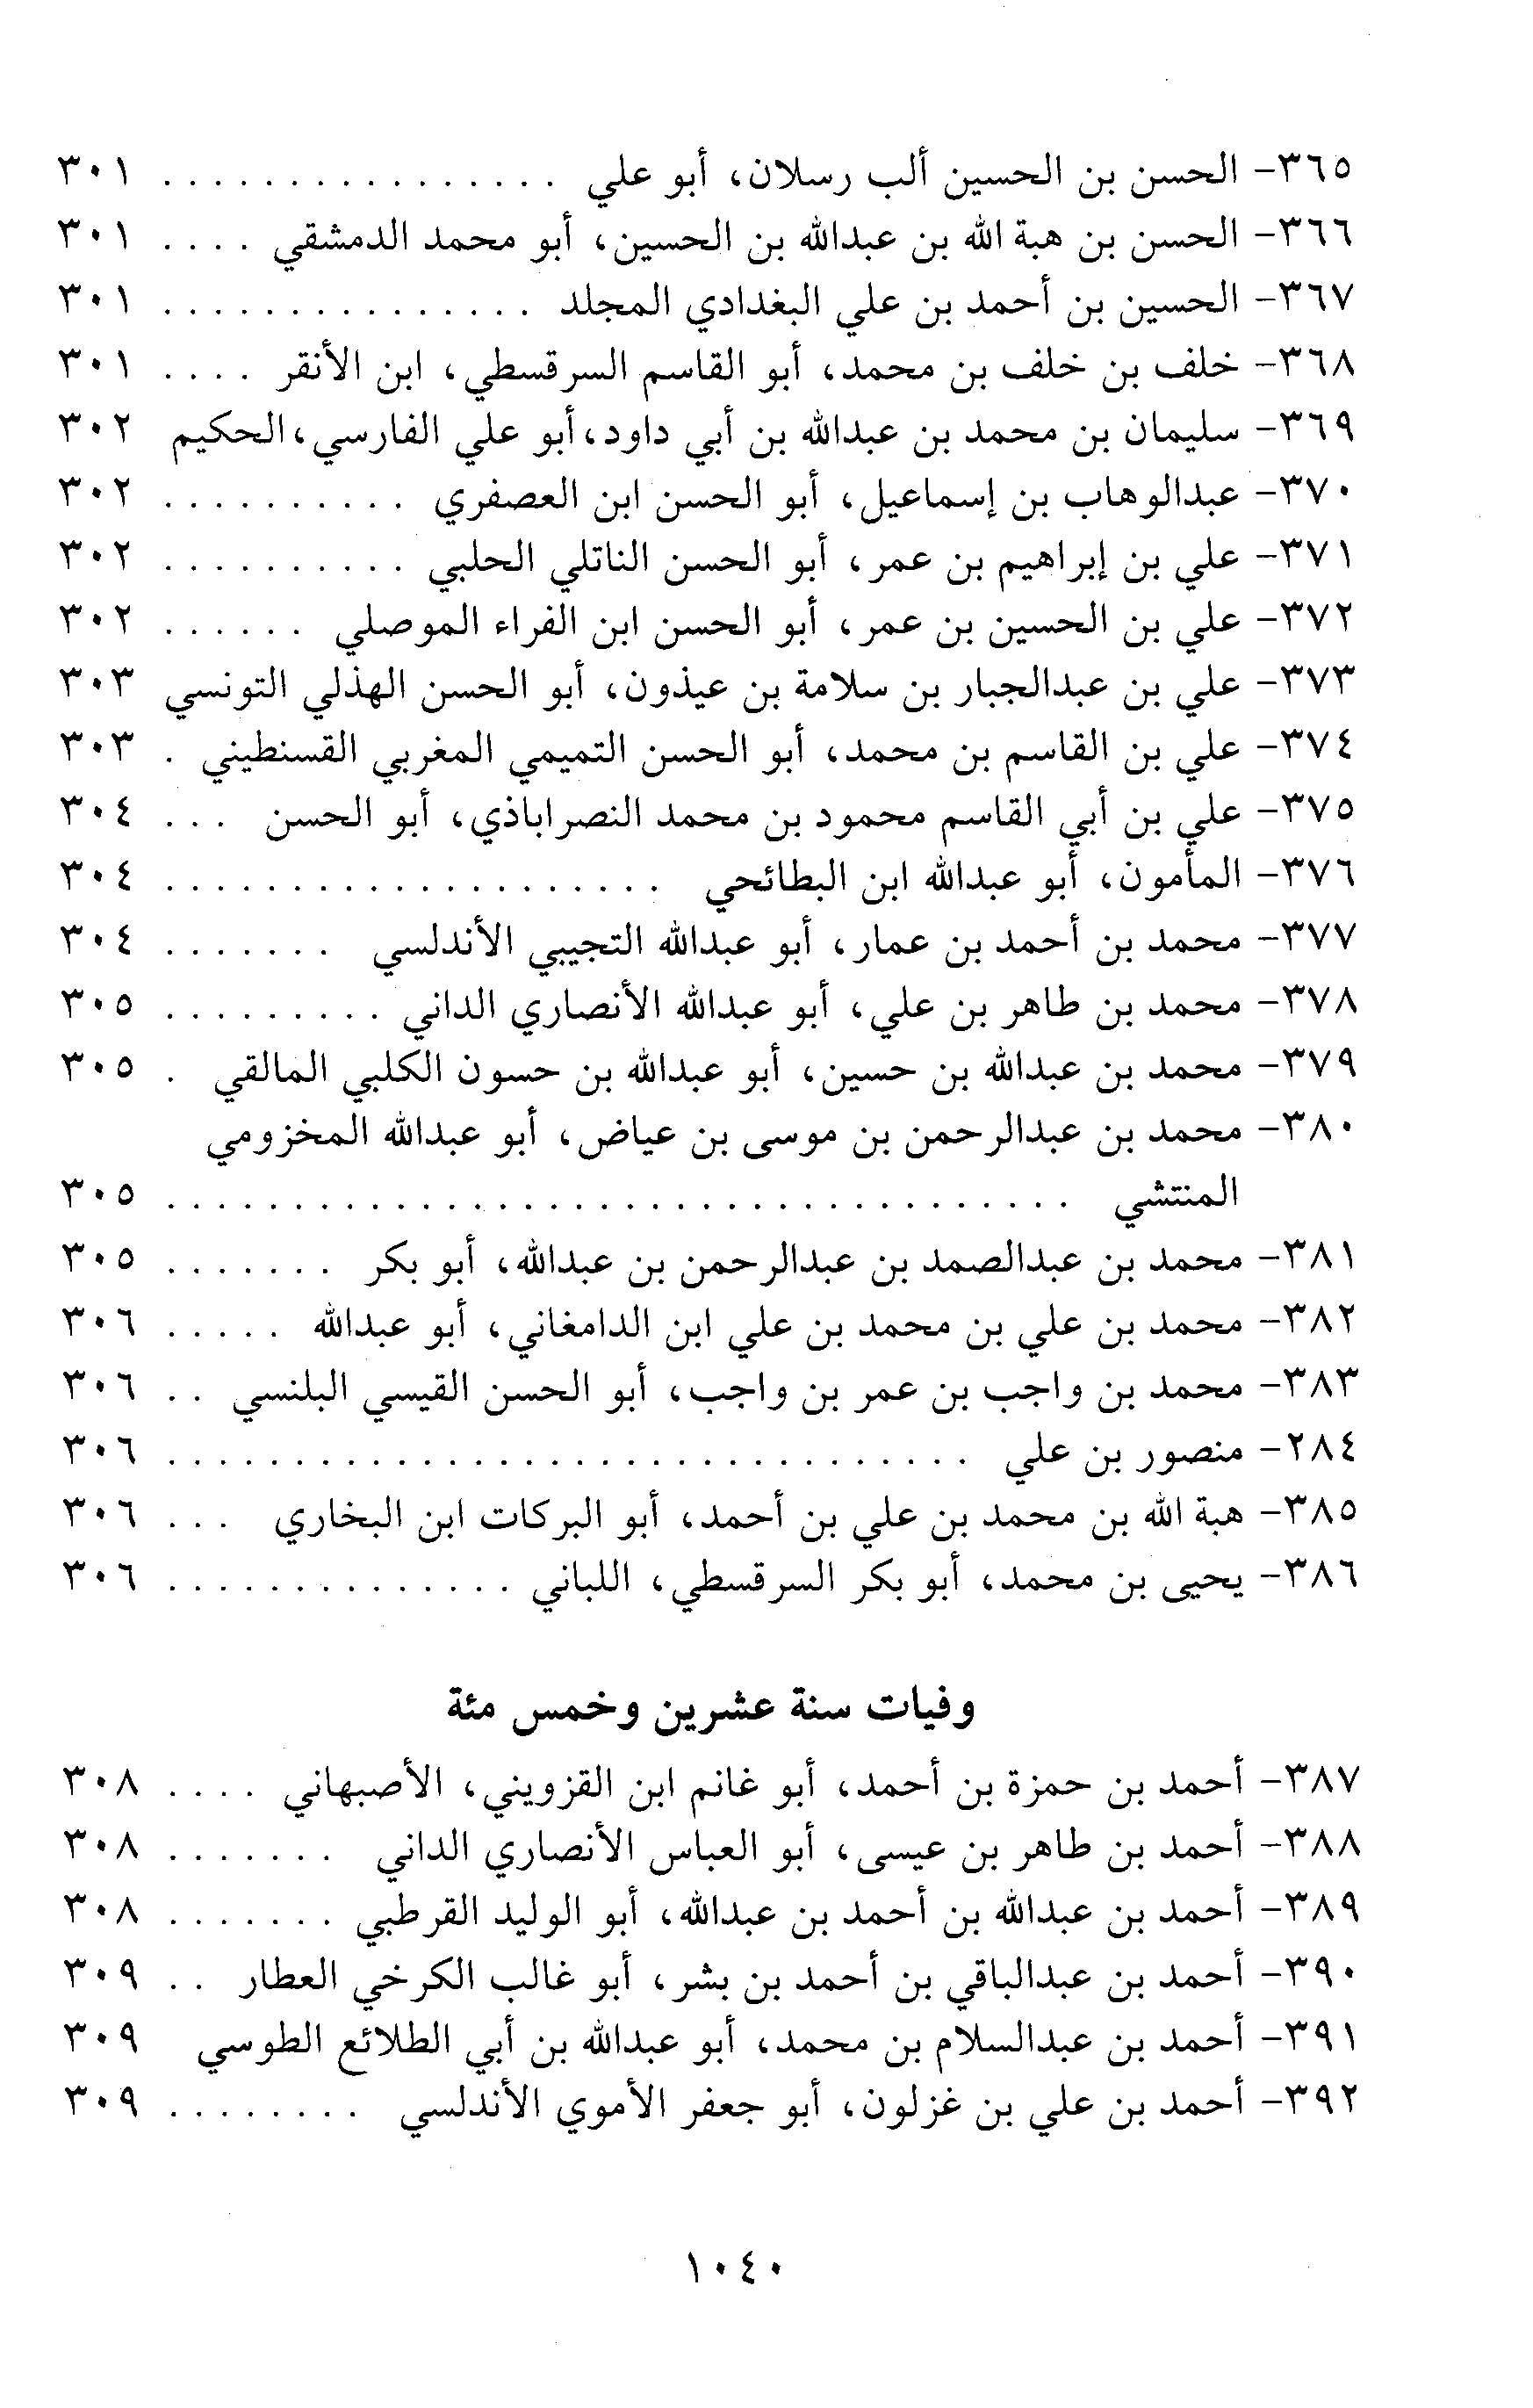 ٣٦٥- الحسن بن الحسين ألب رسلان، أبو علي . . . . . . . . . . . . . . . . ٣٠١
٣٦٦- الحسن بن هبة الله بن عبدالله بن الحسين، أبو محمد الدمشقي . . . . ٣٠١
٣٦٧- الحسين بن أحمد بن علي البغدادي المجلد . . . . . . . . . . . . . . . ٣٠١
٣٦٨- خلف بن خلف بن محمد، أبو القاسم السرقسطي، ابن الأنقر . . . . ٣٠١
٣٦٩- سليمان بن محمد بن عبدالله بن أبي داود،أبو علي الفارسي،الحكيم ٣٠٢
٣٧٠- عبدالوهاب بن إسماعيل، أبو الحسن ابن العصفري . . . . . . . . . . ٣٠٢
٣٧١- علي بن إبراهيم بن عمر، أبو الحسن الناتلي الحلبي . . . . . . . . . . ٣٠٢
٣٧٢- علي بن الحسين بن عمر، أبو الحسن ابن الفراء الموصلي . . . . . . ٣٠٢
٣٧٣- علي بن عبدالجبار بن سلامة بن عيذون، أبو الحسن الهذلي التونسي ٣٠٣
٣٧٤- علي بن القاسم بن محمد، أبو الحسن التميمي المغربي القسنطيني . ٣٠٣
٣٧٥- علي بن أبي القاسم محمود بن محمد النصراباذي، أبو الحسن . . . ٣٠٤
٣٧٦- المأمون، أبو عبدالله ابن البطائحي . . . . . . . . . . . . . . . . . . . . ٣٠٤
٣٧٧- محمد بن أحمد بن عمار، أبو عبدالله التجيبي الأندلسي . . . . . . . ٣٠٤
٣٧٨- محمد بن طاهر بن علي، أبو عبدالله الأنصاري الداني . . . . . . . . . ٣٠٥
٣٧٩- محمد بن عبدالله بن حسين، أبو عبدالله بن حسون الكلبي المالقي . ٣٠٥
٣٨٠- محمد بن عبدالرحمن بن موسى بن عياض، أبو عبدالله المخزومي
المنتشي . . . . . . . . . . . . . . . . . . . . . . . . . . . . . . . . . . . . ٣٠٥
٣٨١- محمد بن عبدالصمد بن عبدالرحمن بن عبدالله، أبو بكر . . . . . . . ٣٠٥
٣٨٢- محمد بن علي بن محمد بن علي ابن الدامغاني، أبو عبدالله . . . . . ٣٠٦
٣٨٣- محمد بن واجب بن عمر بن واجب، أبو الحسن القيسي البلنسي . . ٣٠٦
٢٨٤- منصور بن علي . . . . . . . . . . . . . . . . . . . . . . . . . . . . . . . . ٣٠٦
٣٨٥- هبة الله بن محمد بن علي بن أحمد، أبو البركات ابن البخاري . . . ٣٠٦
٣٨٦- يحيى بن محمد، أبو بكر السرقسطي، اللباني . . . . . . . . . . . . . . ٣٠٦
وفيات سنة عشرين وخمس مئة
٣٨٧- أحمد بن حمزة بن أحمد، أبو غانم ابن القزويني، الأصبهاني . . . . ٣٠٨
٣٨٨- أحمد بن طاهر بن عيسى، أبو العباس الأنصاري الداني . . . . . . . ٣٠٨
٣٨٩- أحمد بن عبدالله بن أحمد بن عبدالله، أبو الوليد القرطبي . . . . . . . ٣٠٨
٣٩٠- أحمد بن عبدالباقي بن أحمد بن بشر، أبو غالب الكرخي العطار . . ٣٠٩
٣٩١- أحمد بن عبدالسلام بن محمد، أبو عبدالله بن أبي الطلائع الطوسي ٣٠٩
٣٩٢- أحمد بن علي بن غزلون، أبو جعفر الأموي الأندلسي . . . . . . . . ٣٠٩
١٠٤٠